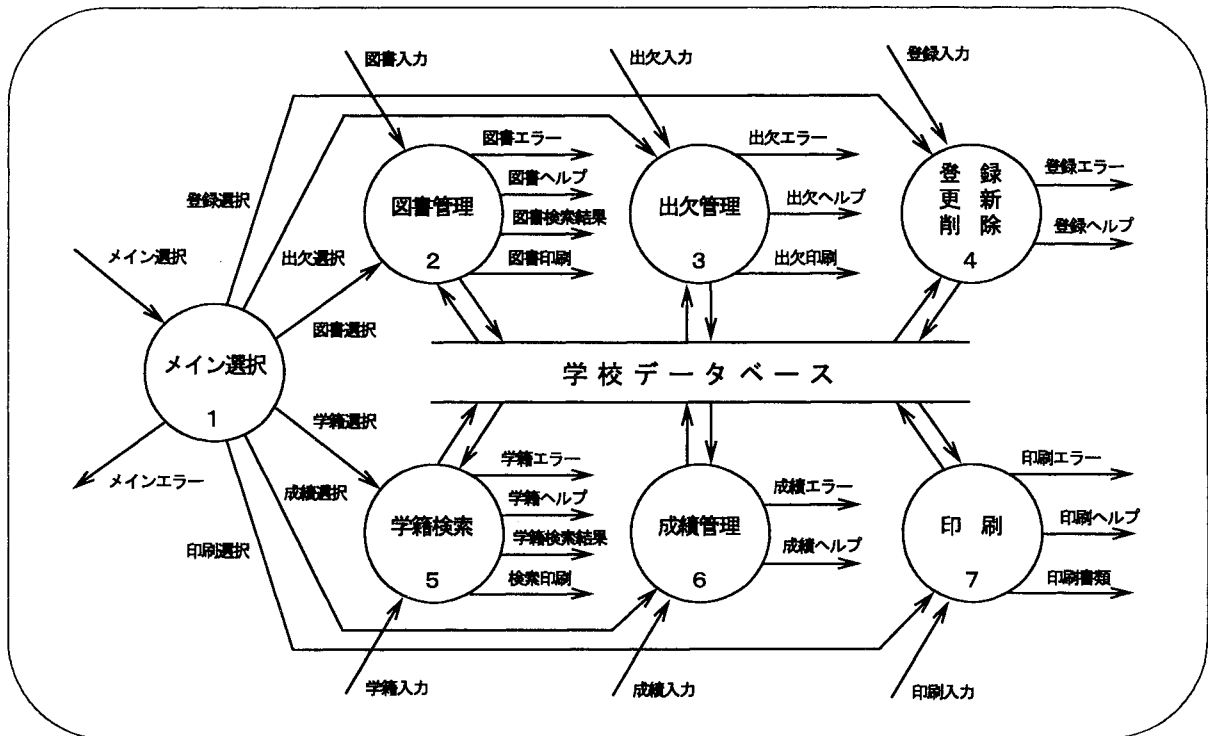 図書入力
出欠入力
登録入力
図書エラー
図書ヘルプ
図書検索結果
図書印刷
出欠エラー
出欠ヘルプ
出欠印刷
登録エラー
登録ヘルプ
図書管理
2
出欠管理
3
登 録
更 新
削 除
4
登録選択
出欠選択
図書選択
メイン選択
メイン選択
1
メインエラー
学校データベース
学籍選択
成績選択
印刷選択
学籍検索
5
学籍エラー
学籍ヘルプ
学籍検索結果
検索印刷
成績管理
6
成績エラー
成績ヘルプ
印 刷
7
印刷エラー
印刷ヘルプ
印刷書類
学籍入力
成績入力
印刷入力